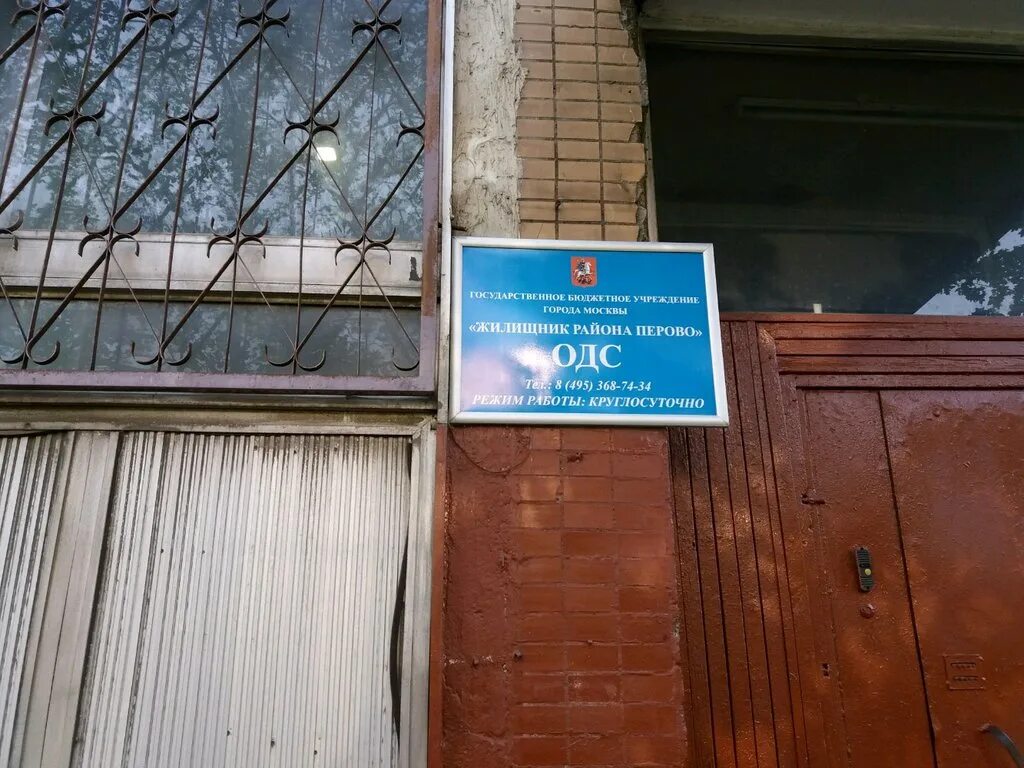 ГОСУДАРСТВЕННОЕ БЮДЖЕТНОЕ УЧРЕЖДЕНИЕ
ГОРОДА МОСКВЫ
«ЖИЛИЩНИК РАЙОНА ПЕРОВО»
ОДС
Тел.: 8 (495) 368-74-34
РЕЖИМ РАБОТЫ: КРУГЛОСУТОЧНО